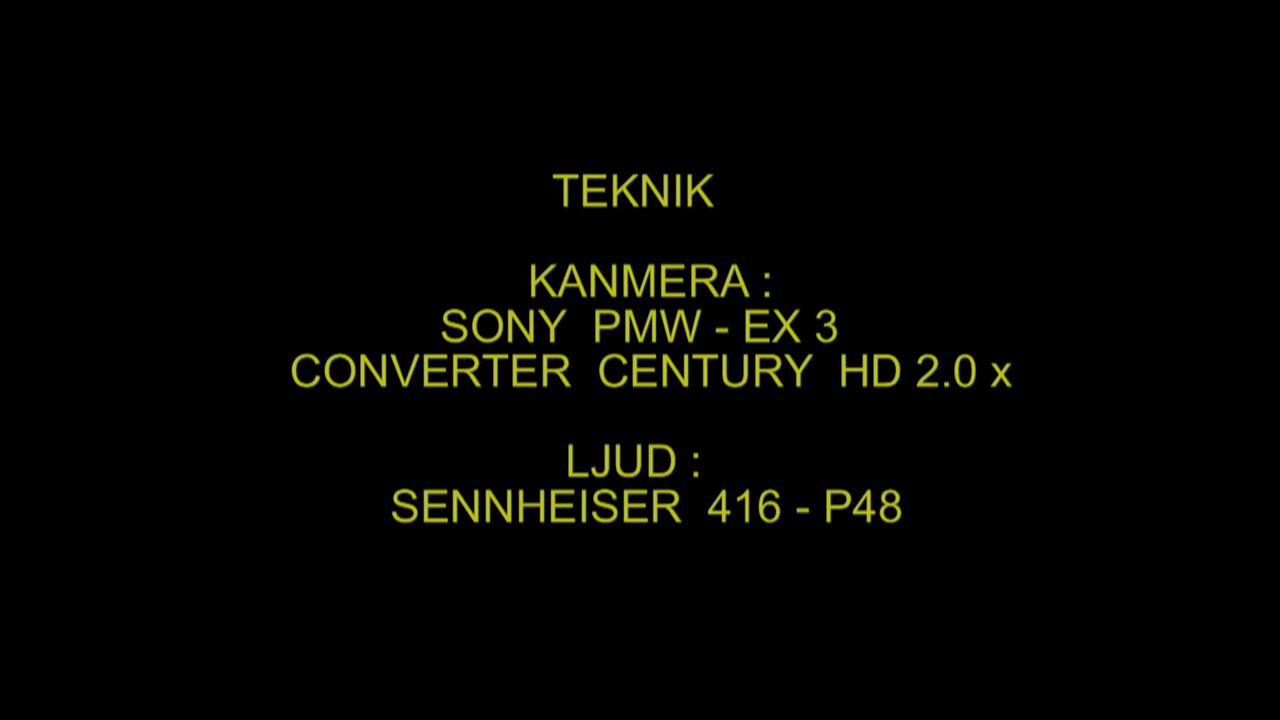 TEKNIK
KANMERA :
SONY PMW - EX 3
CONVERTER CENTURY HD 2.0 x
LJUD :
SENNHEISER 416 - P48